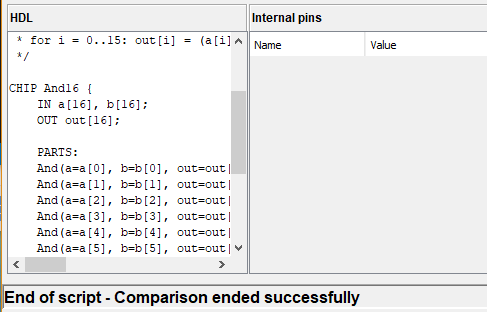 HDL
* for i = 0..15: out[i] = (a[i]
*/
CHIP And16 {
IN a[16], b[16];
OUT out[16];
PARTS:
And(a=a[0], b=b[0], out=out[
And(a=a[1], b=b[1], out=out[
And(a=a[2], b=b[2], out=out[
And(a=a[3], b=b[3], out=out[
And(a=a[4], b=b[4], out=out[
And(a=a[5], b=b[5], out=out[
Internal pins
Name Value
End of script - Comparison ended successfully